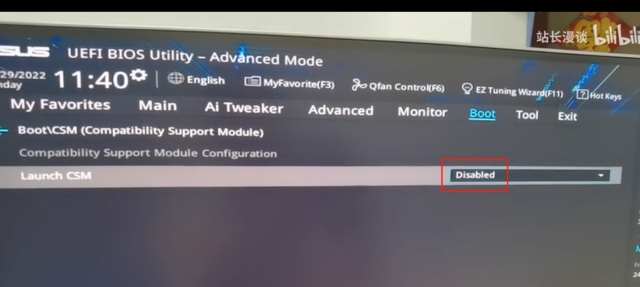 站长漫谈 bilibili
SUS UEFI BIOS Utility – Advanced Mode
/29/2022
nday
11:40 English MyFavorite(F3) Qfan Control(F6) EZ Tuning Wizard(F11) ? Hot Keys
My Favorites Main Ai Tweaker Advanced Monitor Boot Tool Exit
Boot\CSM (Compatibility Support Module)
Compatibility Support Module Configuration
Launch CSM Disabled